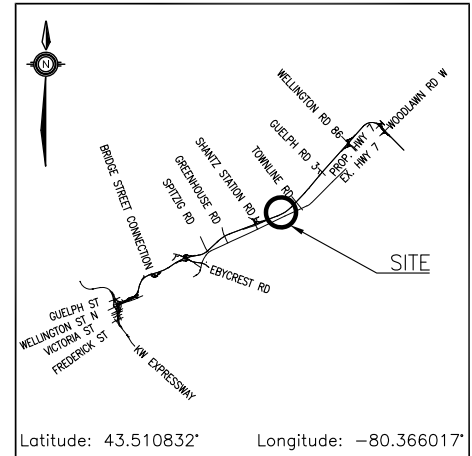 N
WELLINGTON RD 86
WOODLAWN RD W
PROP. HWY 7
EX. HWY 7
GUELPH RD 3
TOWNLINE RD
SHANTZ STATION RD
GREENHOUSE RD
SPITZIG RD
BRIDGE STREET CONNECTION
SITE
EBYCREST RD
GUELPH ST
WELLINGTON ST N
VICTORIA ST
FREDERICK ST
KW EXPRESSWAY
Latitude: 43.510832° Longitude: -80.366017°